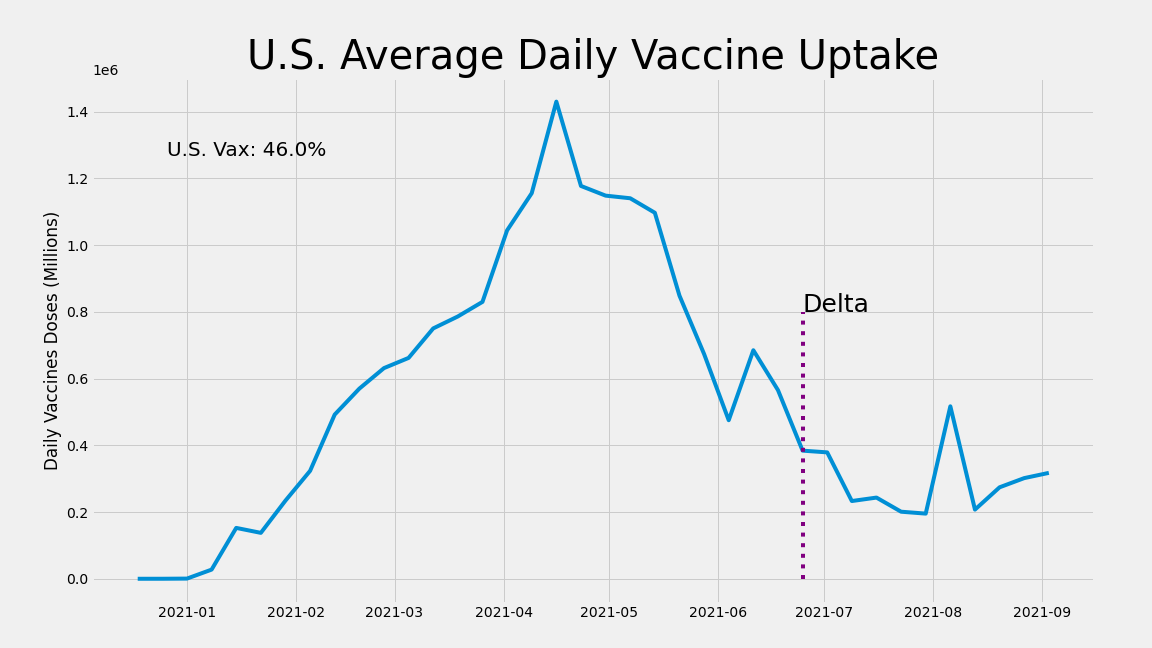 U.S. Average Daily Vaccine Uptake
1e6
1.4
U.S. Vax: 46.0%
1.2
1.0
0.8
0.6
0.4
0.2
0.0
Daily Vaccines Doses (Millions)
Delta
2021-01 2021-02 2021-03 2021-04 2021-05 2021-06 2021-07 2021-08 2021-09